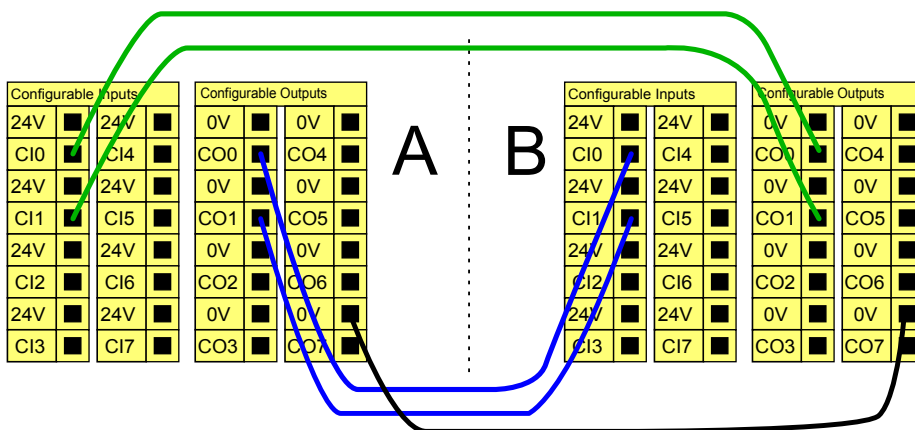 Configurable Inputs
24V 24V
CI0 CI4
24V 24V
CI1 CI5
24V 24V
CI2 CI6
24V 24V
CI3 CI7
Configurable Outputs
0V 0V
CO0 CO4
0V 0V
CO1 CO5
0V 0V
CO2 CO6
0V 0V
CO3 CO7
A
B
Configurable Inputs
24V 24V
CI0 CI4
24V 24V
CI1 CI5
24V 24V
CI2 CI6
24V 24V
CI3 CI7
Configurable Outputs
0V 0V
CO0 CO4
0V 0V
CO1 CO5
0V 0V
CO2 CO6
0V 0V
CO3 CO7